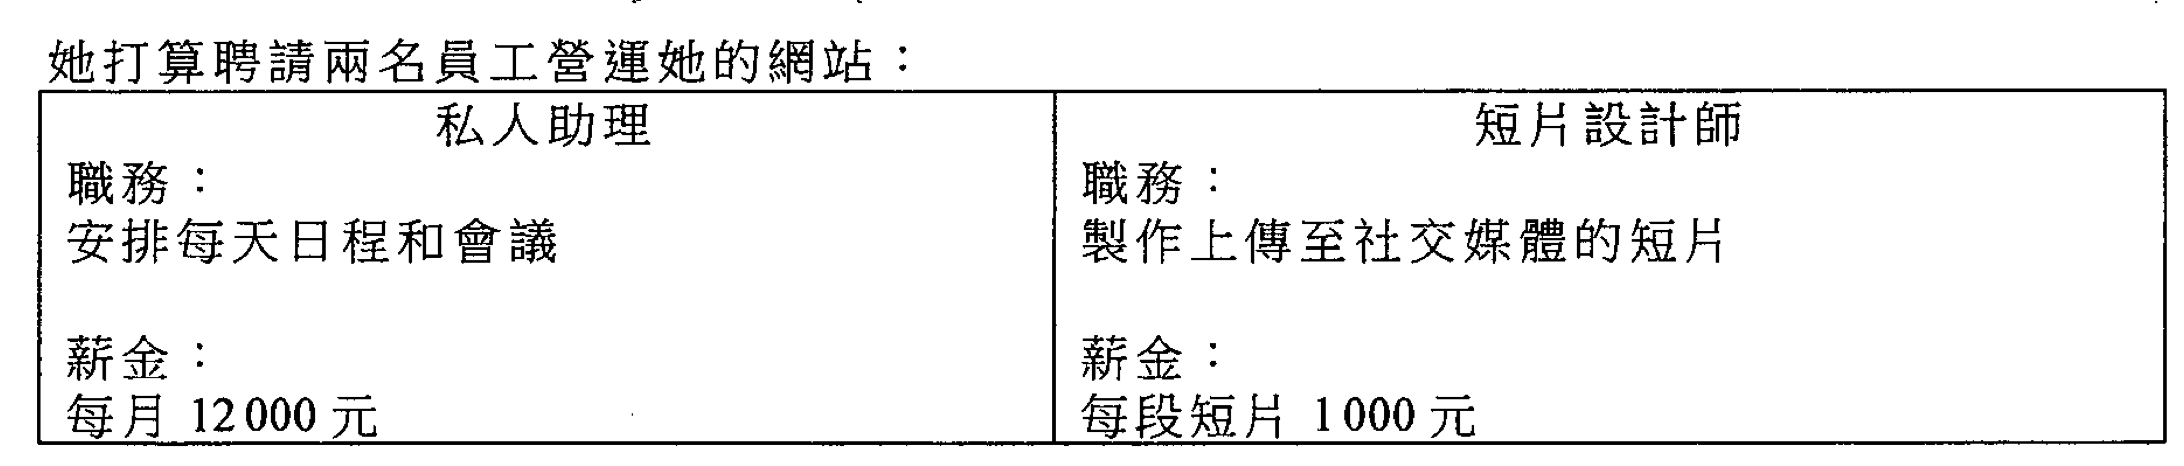 她打算聘請兩名員工營運她的網站：
私人助理
職務：
安排每天日程和會議
薪金：
每月 12 000 元
短片設計師
職務：
製作上傳至社交媒體的短片
薪金：
每段短片 1 000 元